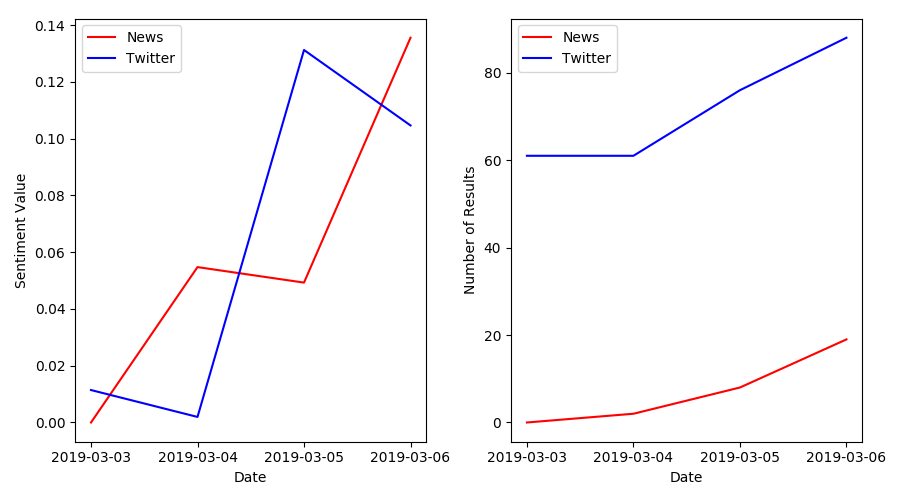 News
Twitter
0.14
0.12
0.10
0.08
0.06
0.04
0.02
0.00
Sentiment Value
2019-03-03 2019-03-04 2019-03-05 2019-03-06
Date
News
Twitter
80
60
40
20
0
Number of Results
2019-03-03 2019-03-04 2019-03-05 2019-03-06
Date